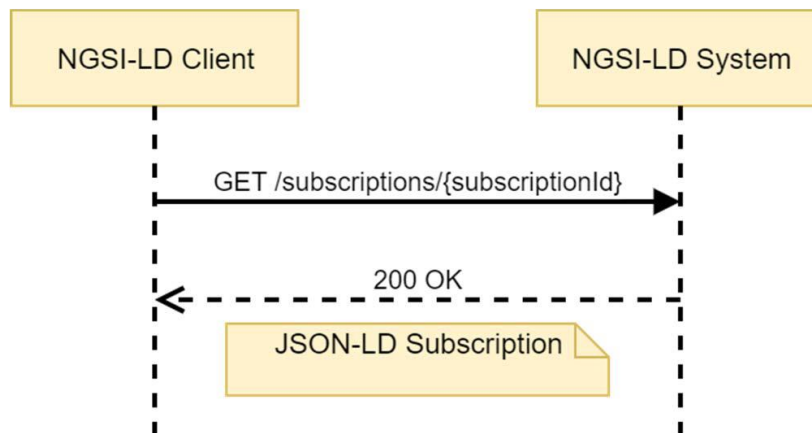 NGSI-LD Client
NGSI-LD System
GET /subscriptions/{subscriptionId}
200 OK
JSON-LD Subscription